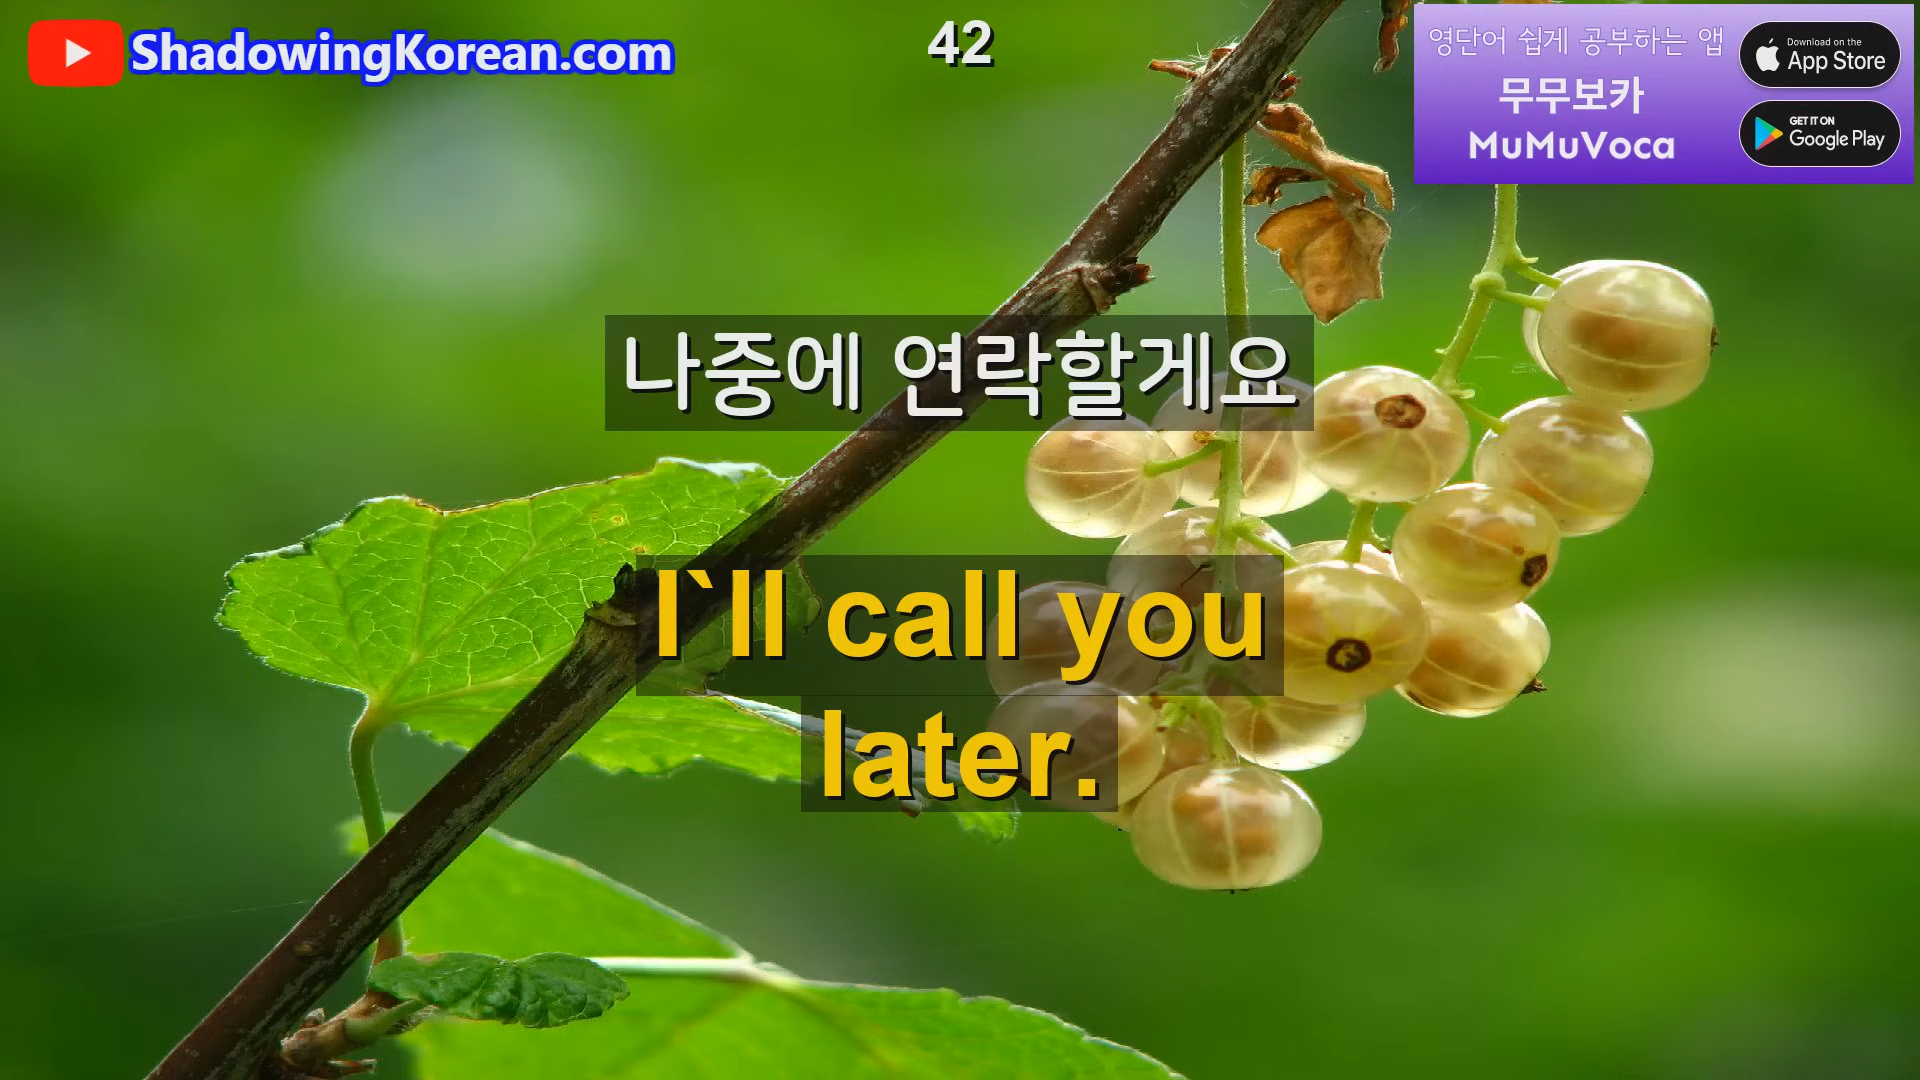 ShadowingKorean.com
42
영단어 쉽게 공부하는 앱
무무보카
MuMuVoca
Download on the
App Store
GET IT ON
Google Play
나중에 연락할게요
I`ll call you
later.